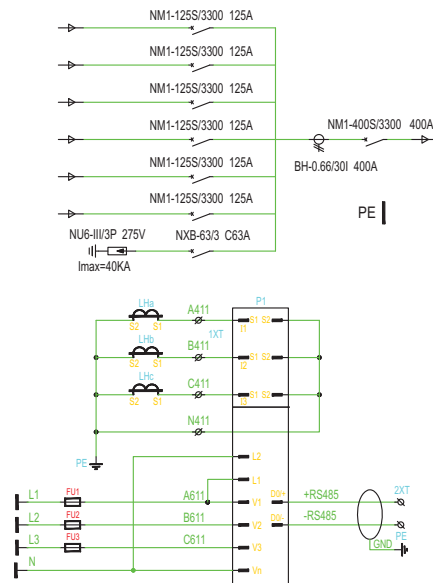 NM1-125S/3300 125A
NM1-125S/3300 125A
NM1-125S/3300 125A
NM1-125S/3300 125A
NM1-400S/3300 400A
BH-0.66/30I 400A
NM1-125S/3300 125A
NM1-125S/3300 125A
PE
NU6-III/3P 275V
NXB-63/3 C63A
Imax=40KA
LHa
A411
P1
S2 S1
1XT
I1
S1 S2
LHb
B411
S2 S1
I2
S1 S2
LHc
C411
S2 S1
I3
S1 S2
N411
PE
L2
L1
L1
FU1
A611
V1
D0/+
+RS485
2XT
L2
FU2
B611
V2
D0/-
-RS485
PE
L3
FU3
C611
V3
GND
N
Vn